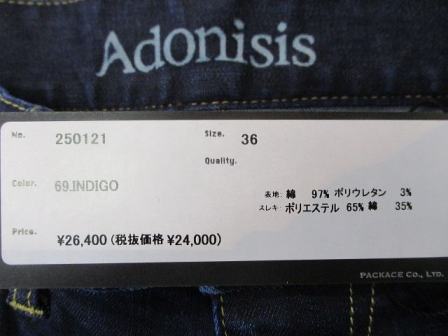 Adonisis
No. 250121 Size. 36
Quality.
Color. 69.INDIGO
表地: 綿 97% ポリウレタン 3%
スレキ: ポリエステル 65% 綿 35%
Price. ¥26,400(税抜価格 ¥24,000)
PACKACE CO., LTD.